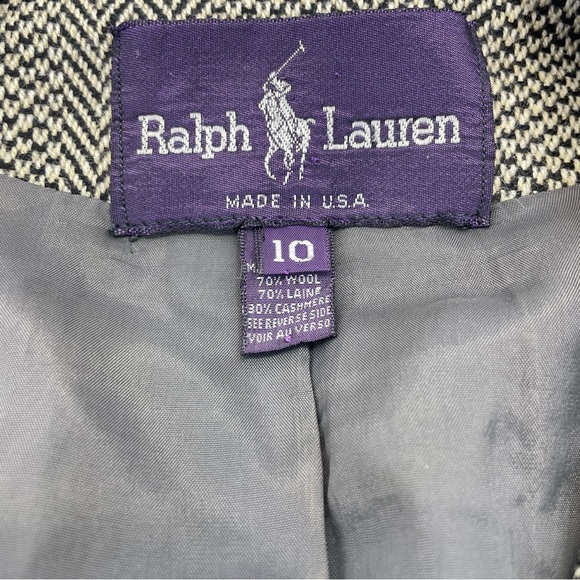 Ralph Lauren
MADE IN U.S.A.
10
70% WOOL
70% LAINE
30% CASHMERE
SEE REVERSE SIDE
VOIR AU VERSO